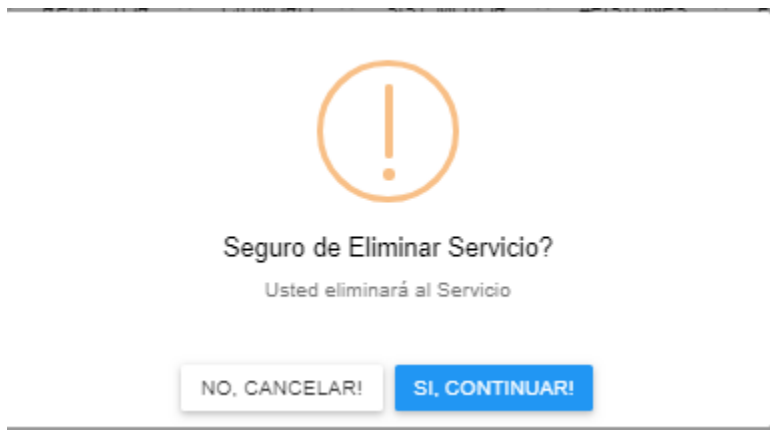 Seguro de Eliminar Servicio?
Usted eliminará al Servicio
NO, CANCELAR!
SI, CONTINUAR!